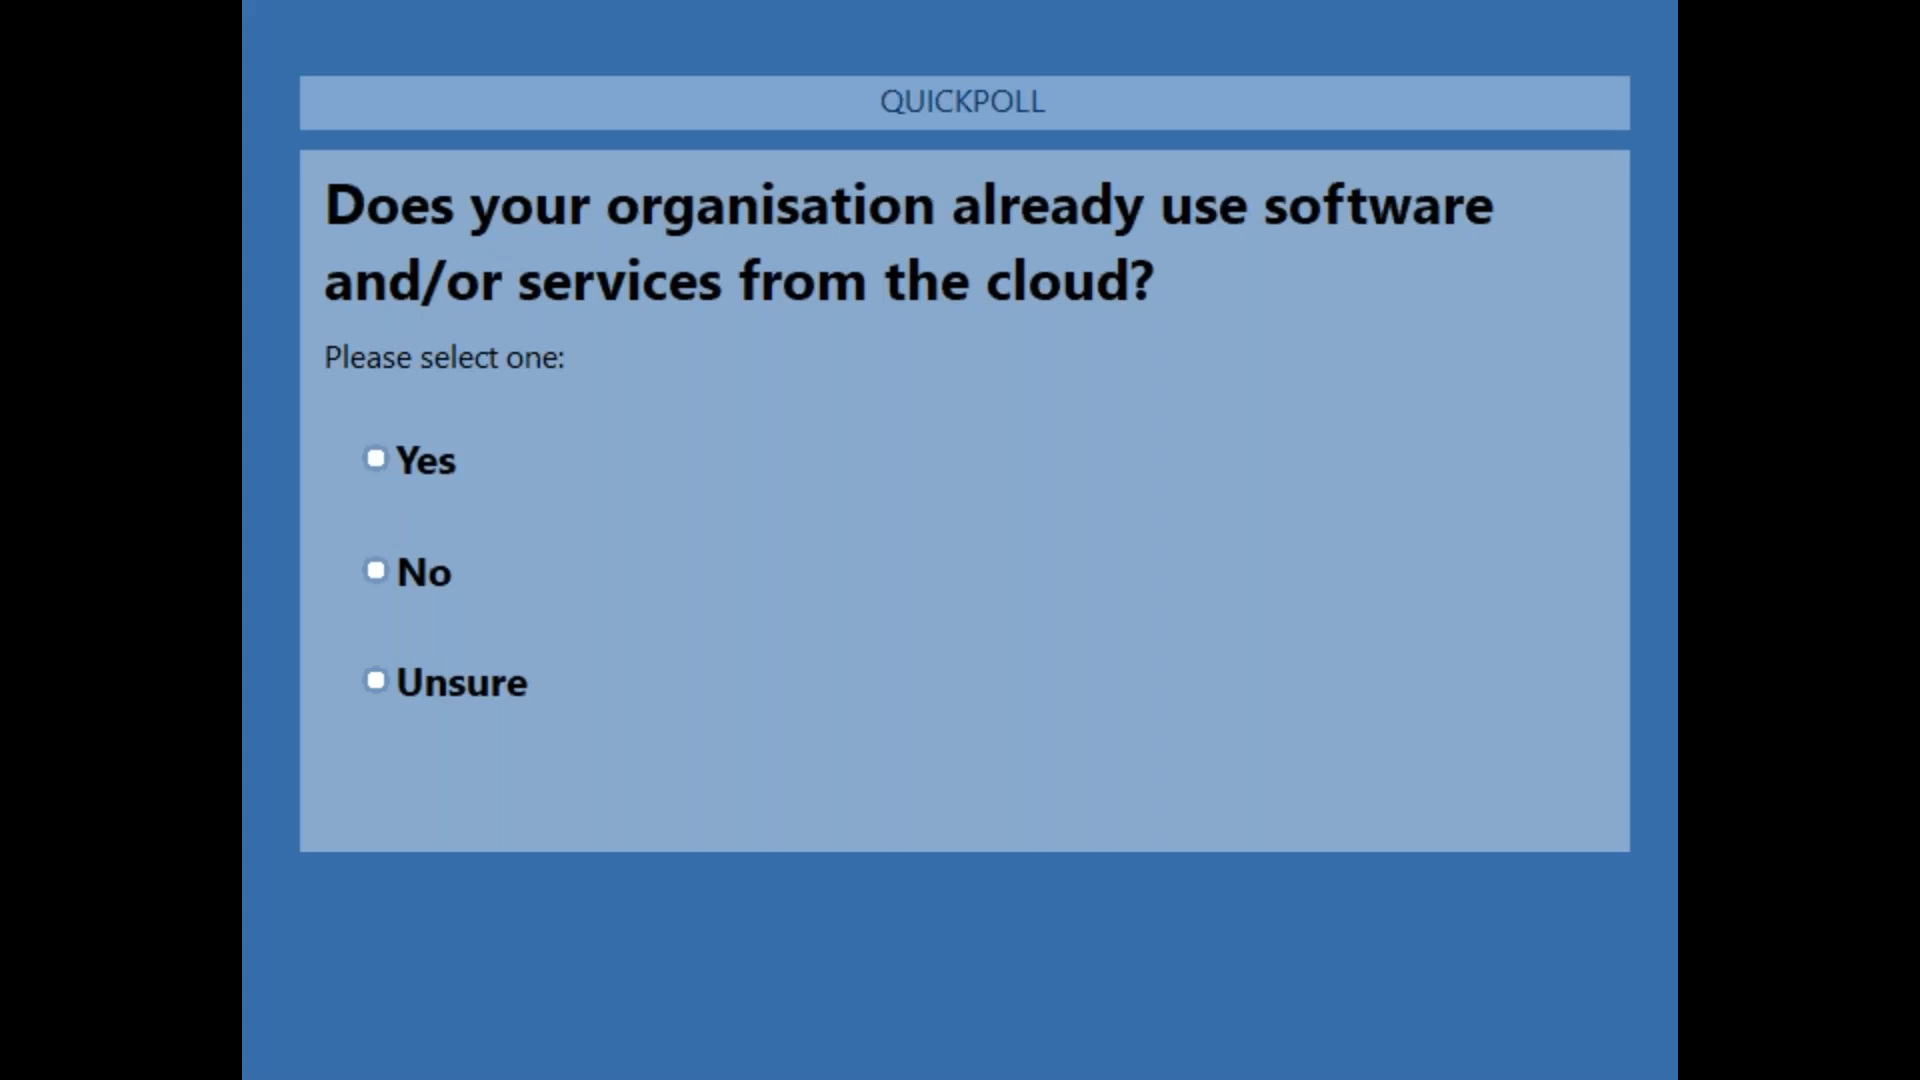 QUICKPOLL
Does your organisation already use software
and/or services from the cloud?
Please select one:
Yes
No
Unsure